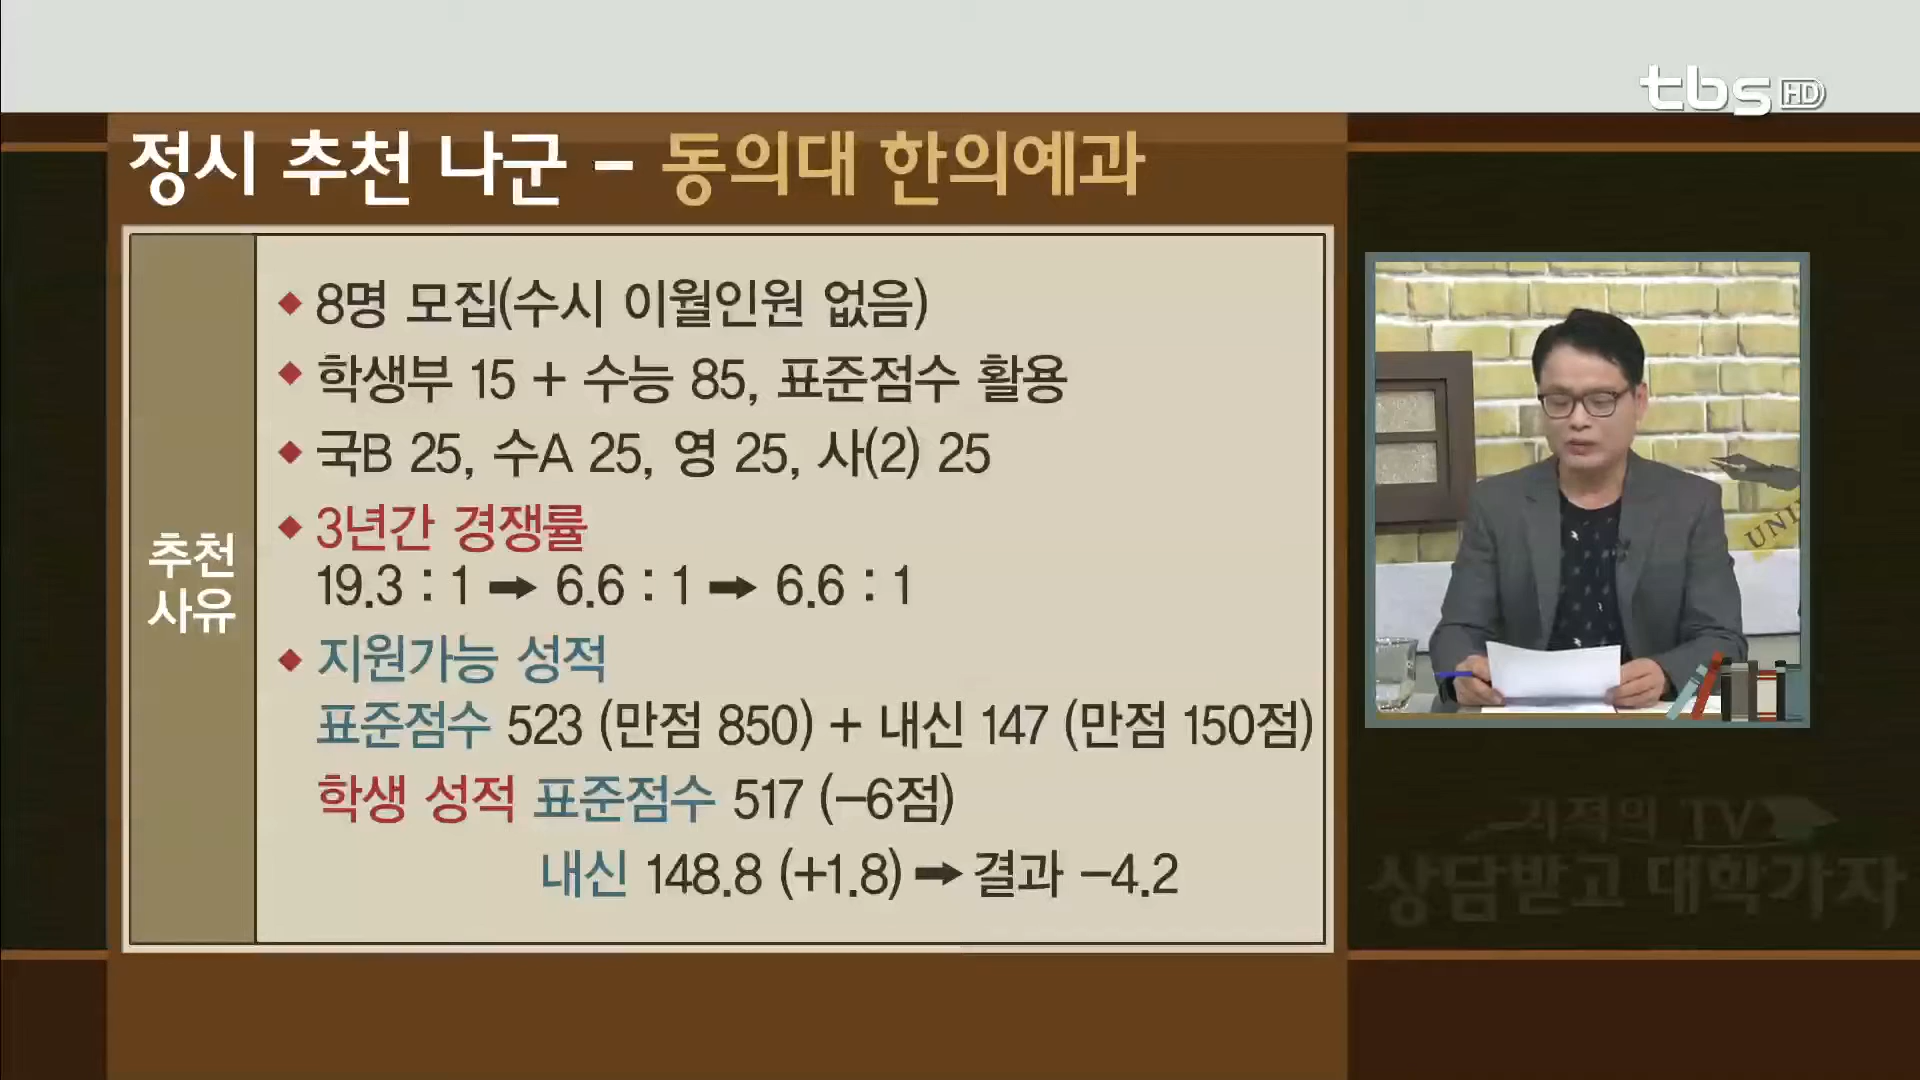 tbs HD
정시 추천 나군 - 동의대 한의예과
추천
사유
8명 모집(수시 이월인원 없음)
학생부 15 + 수능 85, 표준점수 활용
국B 25, 수A 25, 영 25, 사(2) 25
3년간 경쟁률
19.3 : 1 ➡ 6.6 : 1 ➡ 6.6 : 1
지원가능 성적
표준점수 523 (만점 850) + 내신 147 (만점 150점)
학생 성적 표준점수 517 (-6점)
내신 148.8 (+1.8) ➡ 결과 -4.2
UNI
기적의 TV
상담받고 대학가자